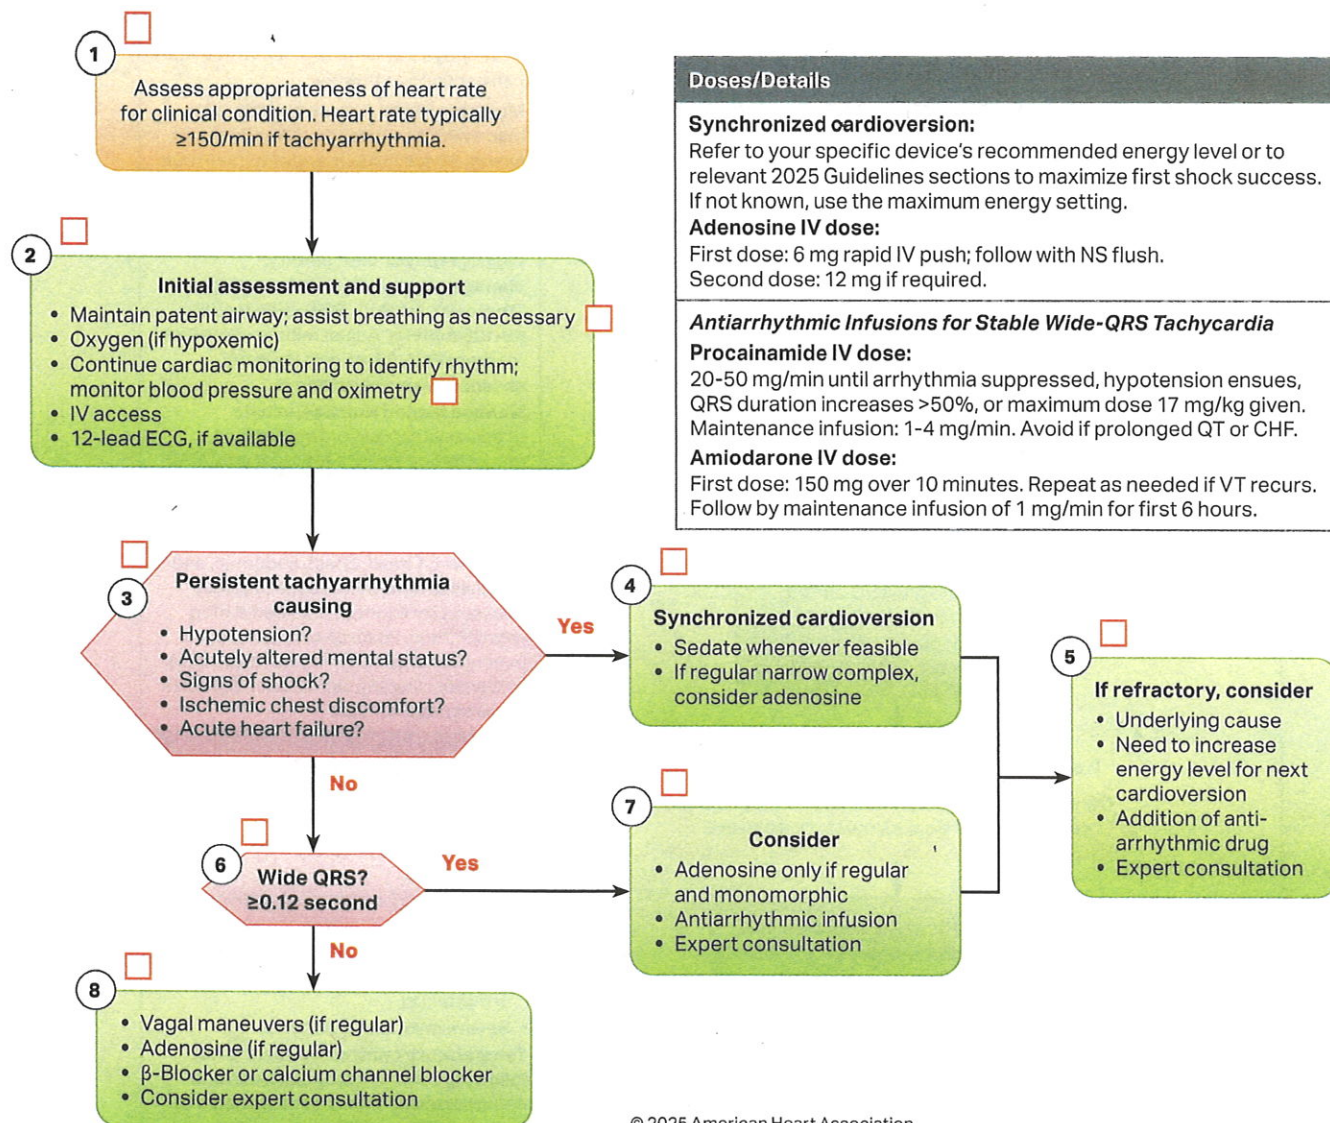 1
Assess appropriateness of heart rate
for clinical condition. Heart rate typically
≥150/min if tachyarrhythmia.
2
Initial assessment and support
• Maintain patent airway; assist breathing as necessary
• Oxygen (if hypoxemic)
• Continue cardiac monitoring to identify rhythm;
monitor blood pressure and oximetry
• IV access
• 12-lead ECG, if available
Doses/Details
Synchronized cardioversion:
Refer to your specific device's recommended energy level or to
relevant 2025 Guidelines sections to maximize first shock success.
If not known, use the maximum energy setting.
Adenosine IV dose:
First dose: 6 mg rapid IV push; follow with NS flush.
Second dose: 12 mg if required.
Antiarrhythmic Infusions for Stable Wide-QRS Tachycardia
Procainamide IV dose:
20-50 mg/min until arrhythmia suppressed, hypotension ensues,
QRS duration increases >50%, or maximum dose 17 mg/kg given.
Maintenance infusion: 1-4 mg/min. Avoid if prolonged QT or CHF.
Amiodarone IV dose:
First dose: 150 mg over 10 minutes. Repeat as needed if VT recurs.
Follow by maintenance infusion of 1 mg/min for first 6 hours.
3
Persistent tachyarrhythmia
causing
• Hypotension?
• Acutely altered mental status?
• Signs of shock?
• Ischemic chest discomfort?
• Acute heart failure?
Yes
4
Synchronized cardioversion
• Sedate whenever feasible
• If regular narrow complex,
consider adenosine
5
If refractory, consider
• Underlying cause
• Need to increase
energy level for next
cardioversion
• Addition of anti-
arrhythmic drug
• Expert consultation
No
6
Wide QRS?
≥0.12 second
Yes
7
Consider
• Adenosine only if regular
and monomorphic
• Antiarrhythmic infusion
• Expert consultation
No
8
• Vagal maneuvers (if regular)
• Adenosine (if regular)
• β-Blocker or calcium channel blocker
• Consider expert consultation
© 2025 American Heart Association